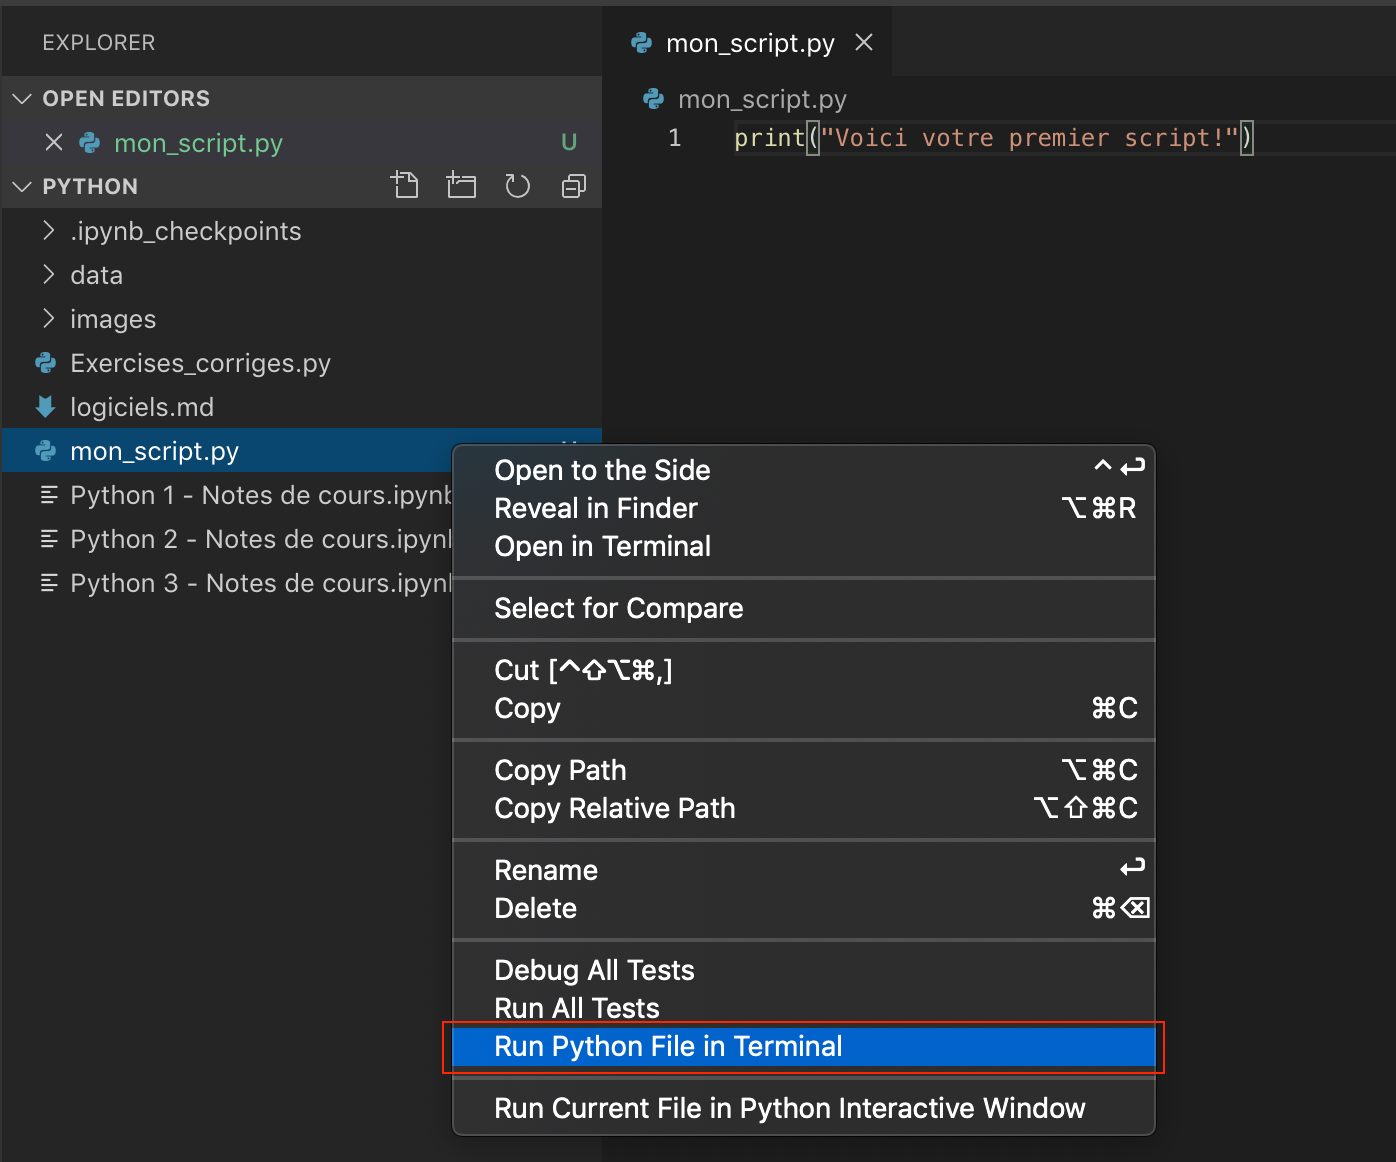 EXPLORER
OPEN EDITORS
mon_script.py U
PYTHON
.ipynb_checkpoints
data
images
Exercises_corriges.py
logiciels.md
mon_script.py
Python 1 - Notes de cours.ipynb
Python 2 - Notes de cours.ipyn
Python 3 - Notes de cours.ipyn
mon_script.py
mon_script.py
1 print("Voici votre premier script!")
Open to the Side ^↩
Reveal in Finder ⌥⌘R
Open in Terminal
Select for Compare
Cut [^⇧⌥⌘,]
Copy ⌘C
Copy Path ⌥⌘C
Copy Relative Path ⌥⇧⌘C
Rename ↩
Delete ⌘⌫
Debug All Tests
Run All Tests
Run Python File in Terminal
Run Current File in Python Interactive Window